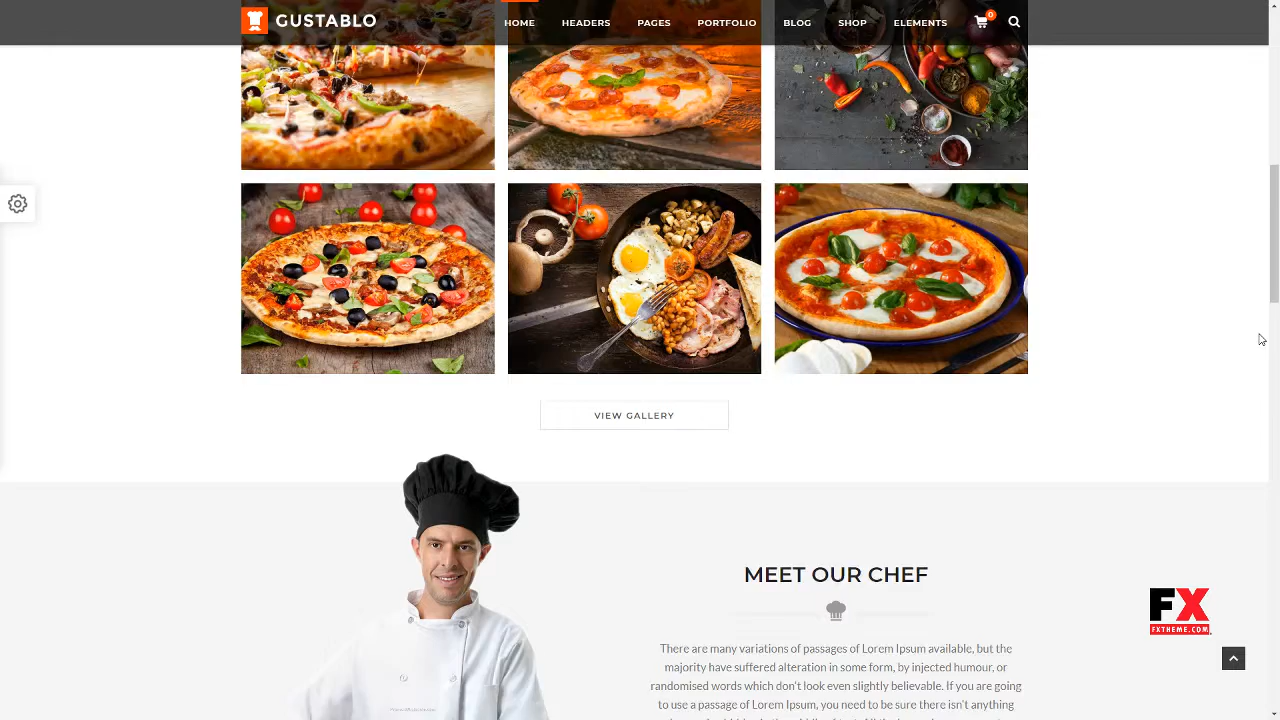 GUSTABLO
HOME HEADERS PAGES PORTFOLIO BLOG SHOP ELEMENTS 0
VIEW GALLERY
MEET OUR CHEF
There are many variations of passages of Lorem Ipsum available, but the
majority have suffered alteration in some form, by injected humour, or
randomised words which don't look even slightly believable. If you are going
to use a passage of Lorem Ipsum, you need to be sure there isn't anything
FX
FXTHEME.COM